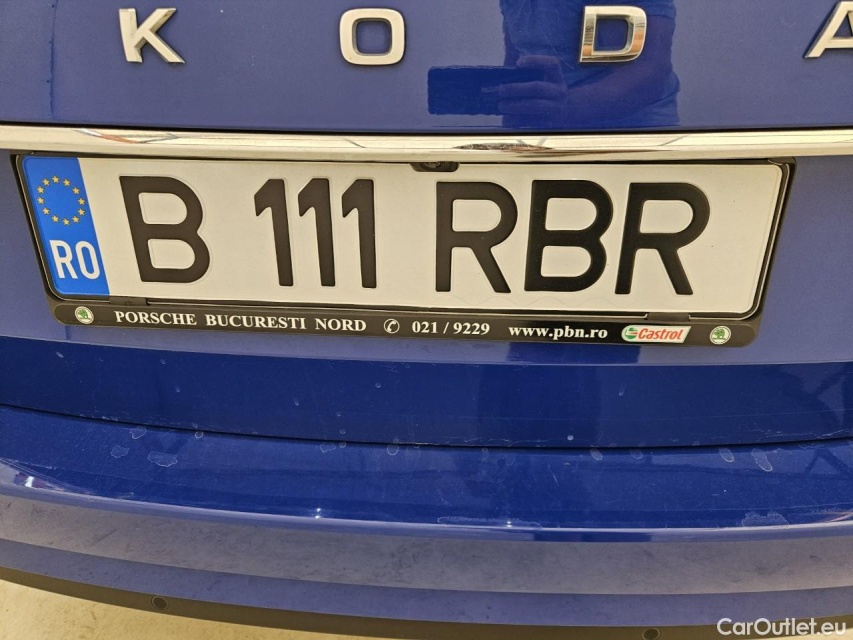 KODA
RO B 111 RBR
PORSCHE BUCURESTI NORD ✆ 021 / 9229 www.pbn.ro Castrol
CarOutlet.eu